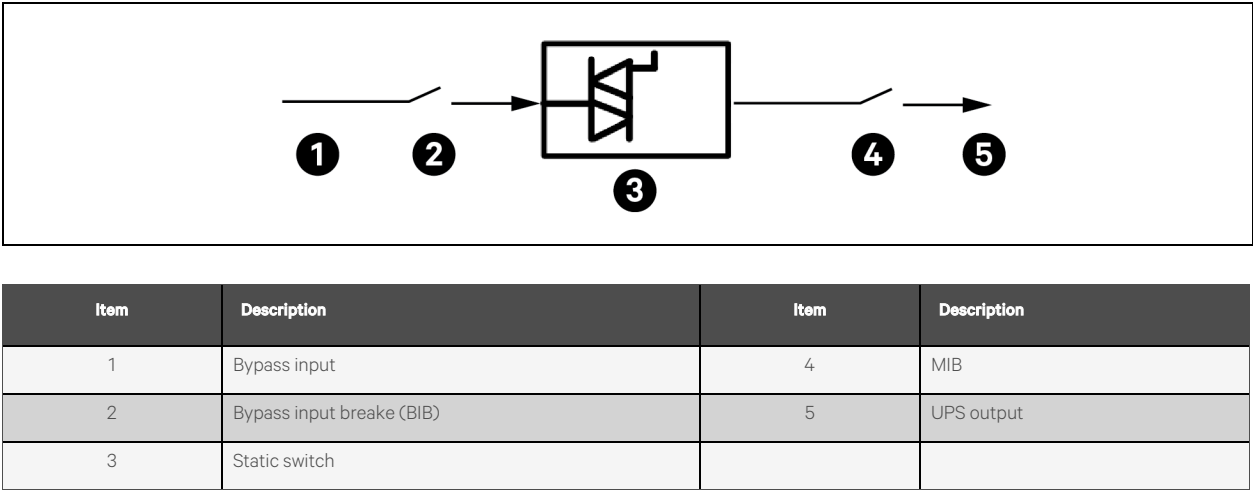 1 2 3 4 5
Item Description Item Description
1 Bypass input 4 MIB
2 Bypass input breake (BIB) 5 UPS output
3 Static switch